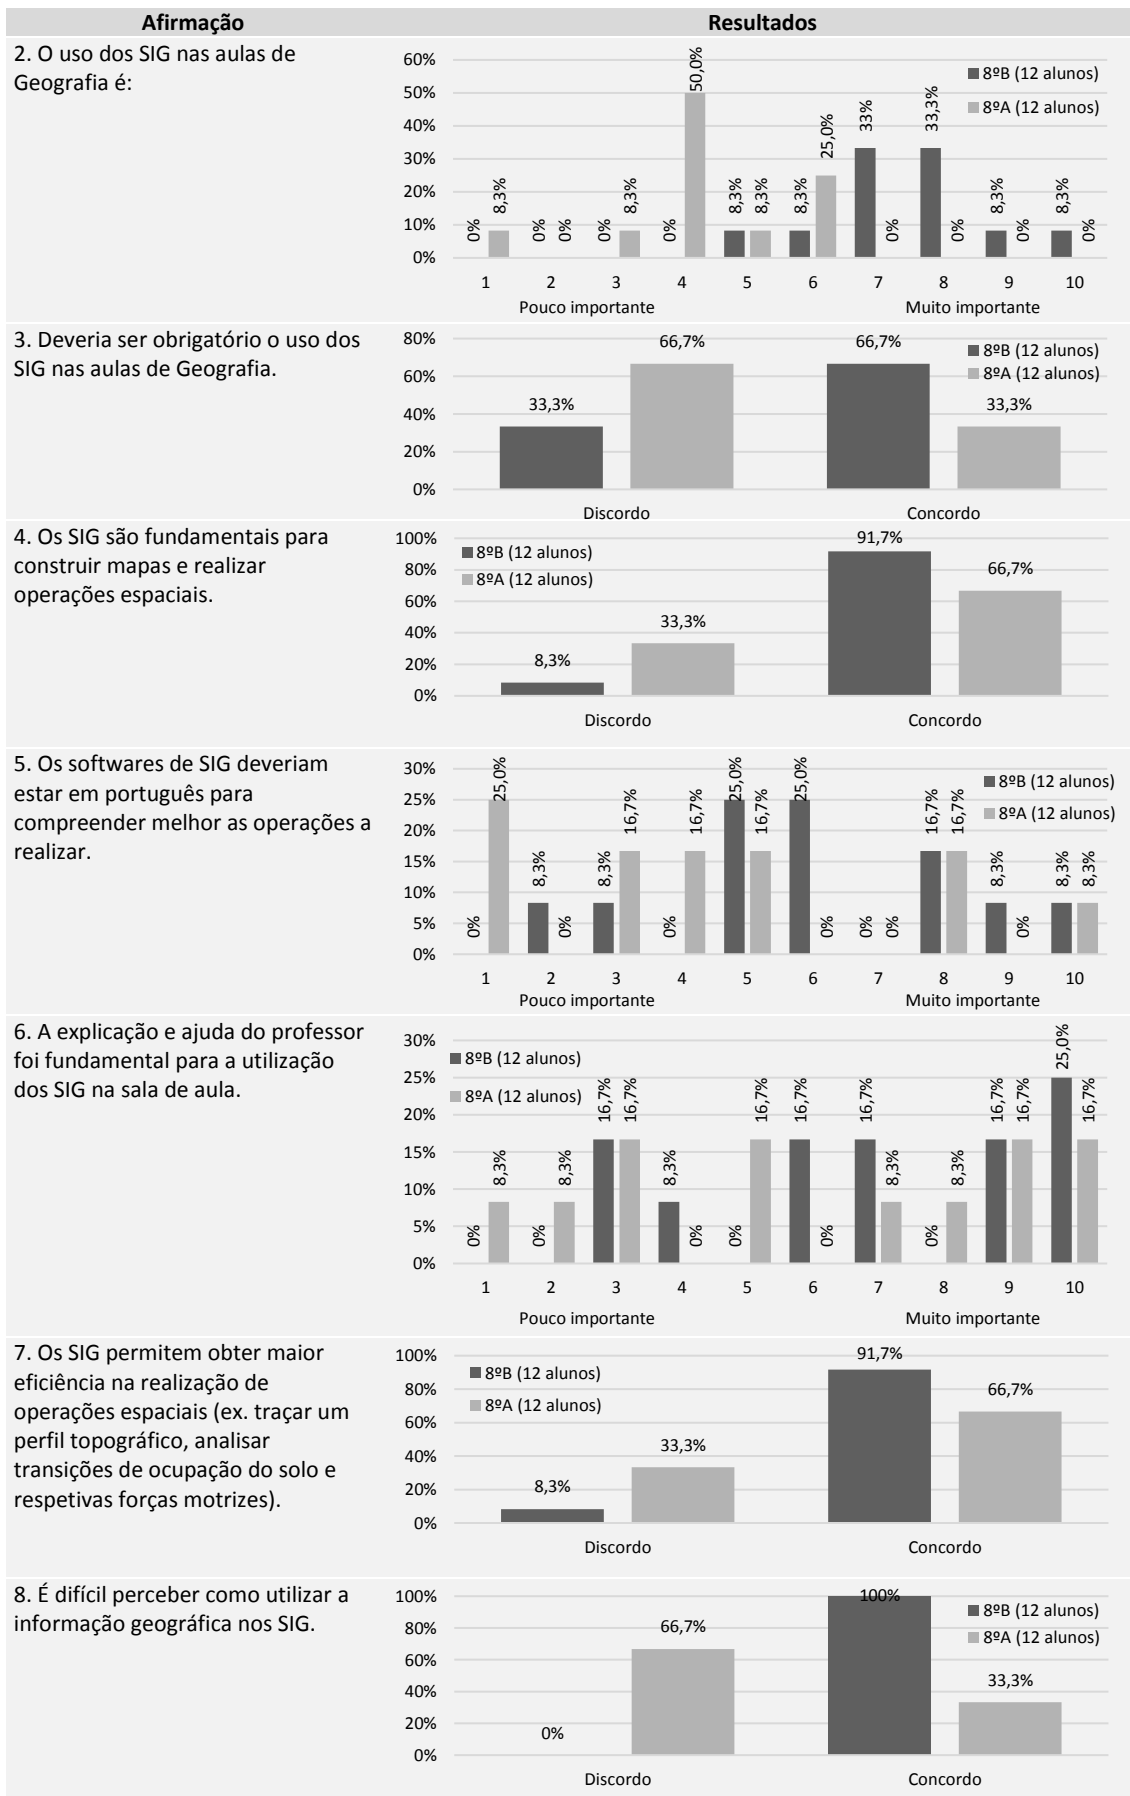 Afirmação
Resultados
2. O uso dos SIG nas aulas de
Geografia é:
60%
50%
40%
30%
20%
10%
0%
8ºB (12 alunos)
8ºA (12 alunos)
0% 8,3% 0% 0% 0% 8,3% 0% 50,0% 8,3% 8,3% 8,3% 25,0% 33% 0% 33,3% 0% 8,3% 0% 8,3% 0%
1 2 3 4 5 6 7 8 9 10
Pouco importante Muito importante
3. Deveria ser obrigatório o uso dos
SIG nas aulas de Geografia.
80%
60%
40%
20%
0%
8ºB (12 alunos)
8ºA (12 alunos)
33,3% 66,7% 66,7% 33,3%
Discordo Concordo
4. Os SIG são fundamentais para
construir mapas e realizar
operações espaciais.
100%
80%
60%
40%
20%
0%
8ºB (12 alunos)
8ºA (12 alunos)
8,3% 33,3% 91,7% 66,7%
Discordo Concordo
5. Os softwares de SIG deveriam
estar em português para
compreender melhor as operações a
realizar.
30%
25%
20%
15%
10%
5%
0%
8ºB (12 alunos)
8ºA (12 alunos)
0% 25,0% 8,3% 0% 8,3% 16,7% 0% 16,7% 25,0% 16,7% 25,0% 0% 0% 0% 16,7% 16,7% 8,3% 0% 8,3% 8,3%
1 2 3 4 5 6 7 8 9 10
Pouco importante Muito importante
6. A explicação e ajuda do professor
foi fundamental para a utilização
dos SIG na sala de aula.
30%
25%
20%
15%
10%
5%
0%
8ºB (12 alunos)
8ºA (12 alunos)
0% 8,3% 0% 8,3% 16,7% 16,7% 8,3% 0% 0% 16,7% 16,7% 0% 16,7% 8,3% 0% 8,3% 16,7% 16,7% 25,0% 16,7%
1 2 3 4 5 6 7 8 9 10
Pouco importante Muito importante
7. Os SIG permitem obter maior
eficiência na realização de
operações espaciais (ex. traçar um
perfil topográfico, analisar
transições de ocupação do solo e
respetivas forças motrizes).
100%
80%
60%
40%
20%
0%
8ºB (12 alunos)
8ºA (12 alunos)
8,3% 33,3% 91,7% 66,7%
Discordo Concordo
8. É difícil perceber como utilizar a
informação geográfica nos SIG.
100%
80%
60%
40%
20%
0%
8ºB (12 alunos)
8ºA (12 alunos)
0% 66,7% 100% 33,3%
Discordo Concordo